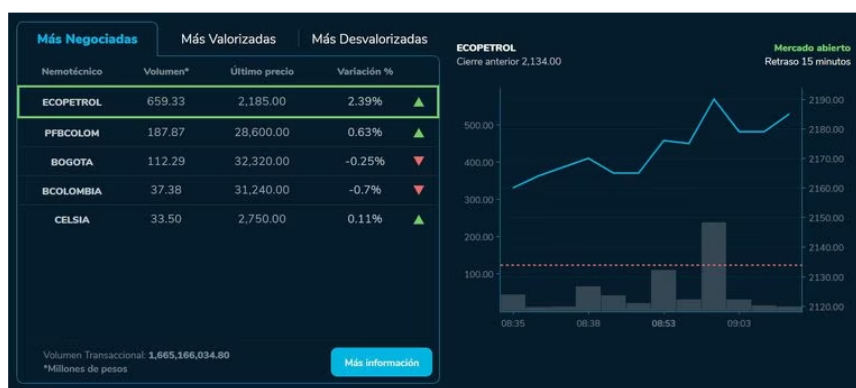 Más Negociadas Más Valorizadas Más Desvalorizadas
Nemotécnico Volumen* Último precio Variación %
ECOPETROL 659.33 2,185.00 2.39%
PFBCOLOM 187.87 28,600.00 0.63%
BOGOTA 112.29 32,320.00 -0.25%
BCOLOMBIA 37.38 31,240.00 -0.7%
CELSIA 33.50 2,750.00 0.11%
Volumen Transaccional: 1,665,166,034.80
*Millones de pesos
Más información
ECOPETROL
Cierre anterior 2,134.00
Mercado abierto
Retraso 15 minutos
500.00
400.00
300.00
200.00
100.00
2190.00
2180.00
2170.00
2160.00
2150.00
2140.00
2130.00
2120.00
08:35 08:38 08:53 09:03